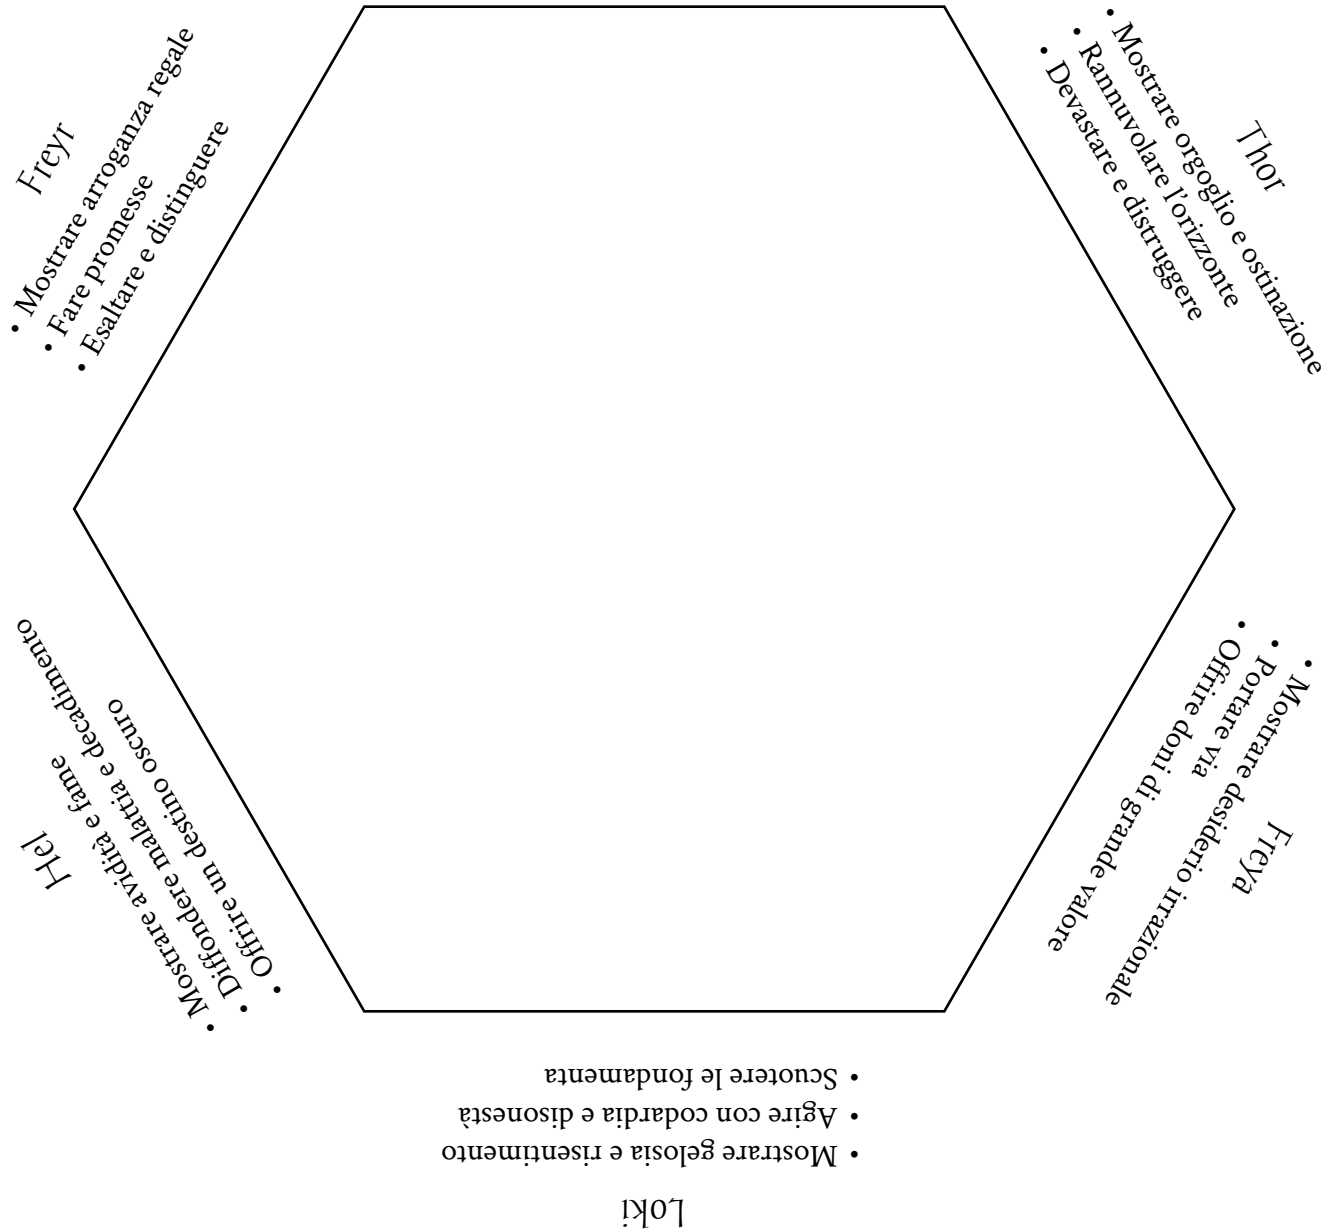 Freyr
• Mostrare arroganza regale
• Fare promesse
• Esaltare e distinguere
Thor
• Mostrare orgoglio e ostinazione
• Rannuvolare l'orizzonte
• Devastare e distruggere
Freya
• Mostrare desiderio irrazionale
• Portare via
• Offrire doni di grande valore
Loki
• Mostrare gelosia e risentimento
• Agire con codardia e disonestà
• Scuotere le fondamenta
Hel
• Mostrare avidità e fame
• Diffondere malattia e decadimento
• Offrire un destino oscuro